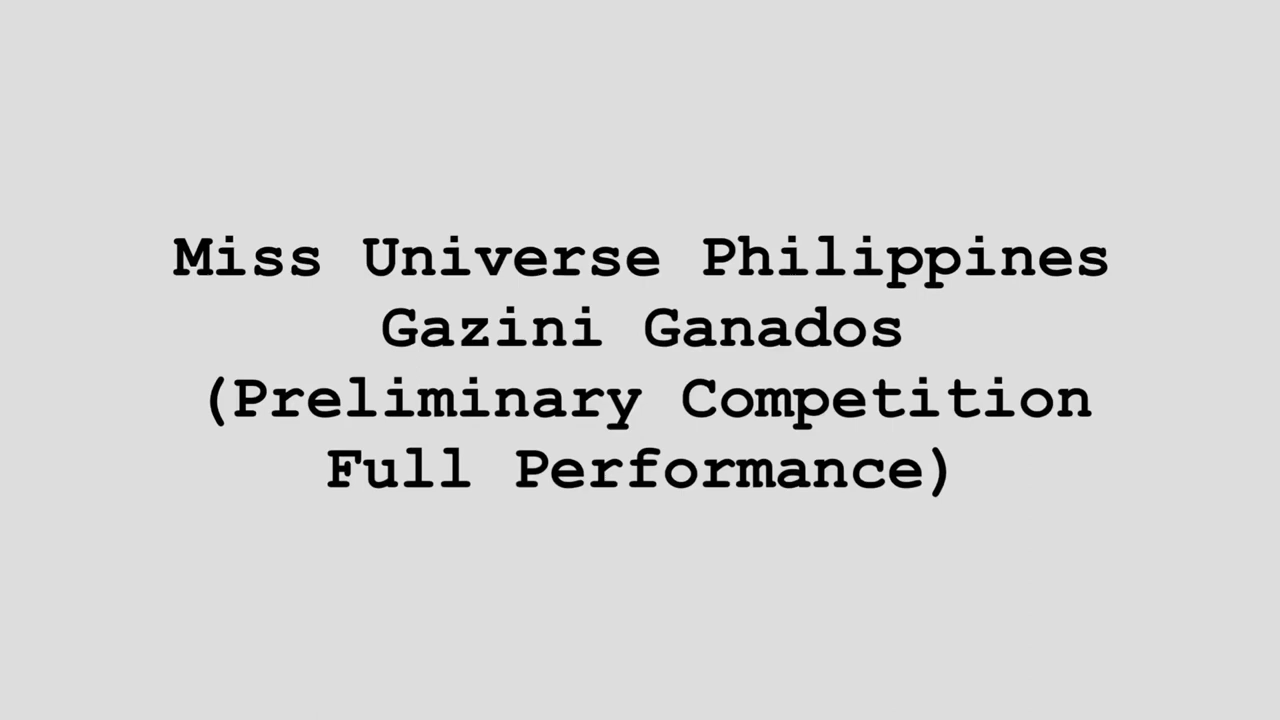 Miss Universe Philippines
Gazini Ganados
(Preliminary Competition
Full Performance)